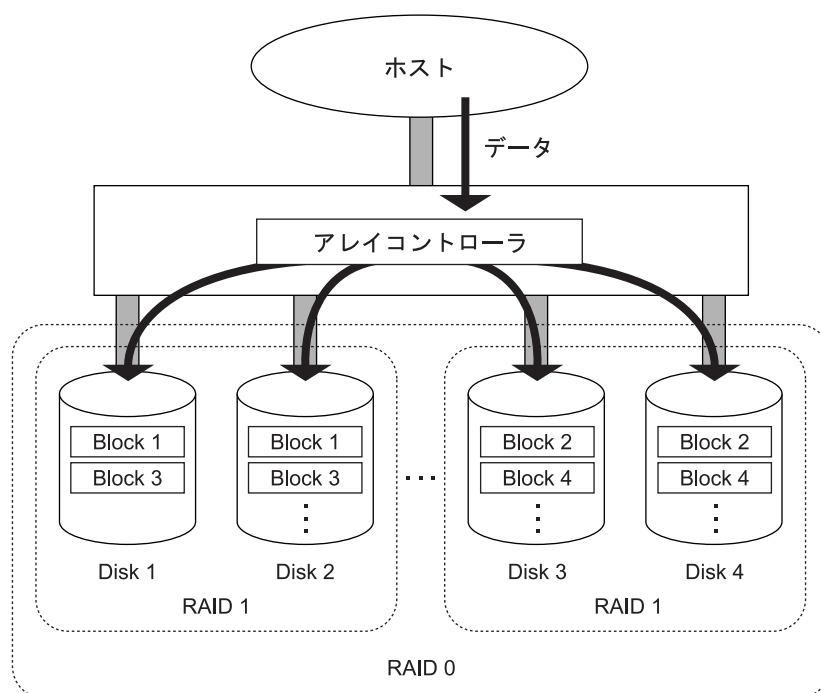 ホスト
データ
アレイコントローラ
Block 1
Block 3
Block 1
Block 3
Block 2
Block 4
Block 2
Block 4
Disk 1
Disk 2
Disk 3
Disk 4
RAID 1
RAID 1
RAID 0